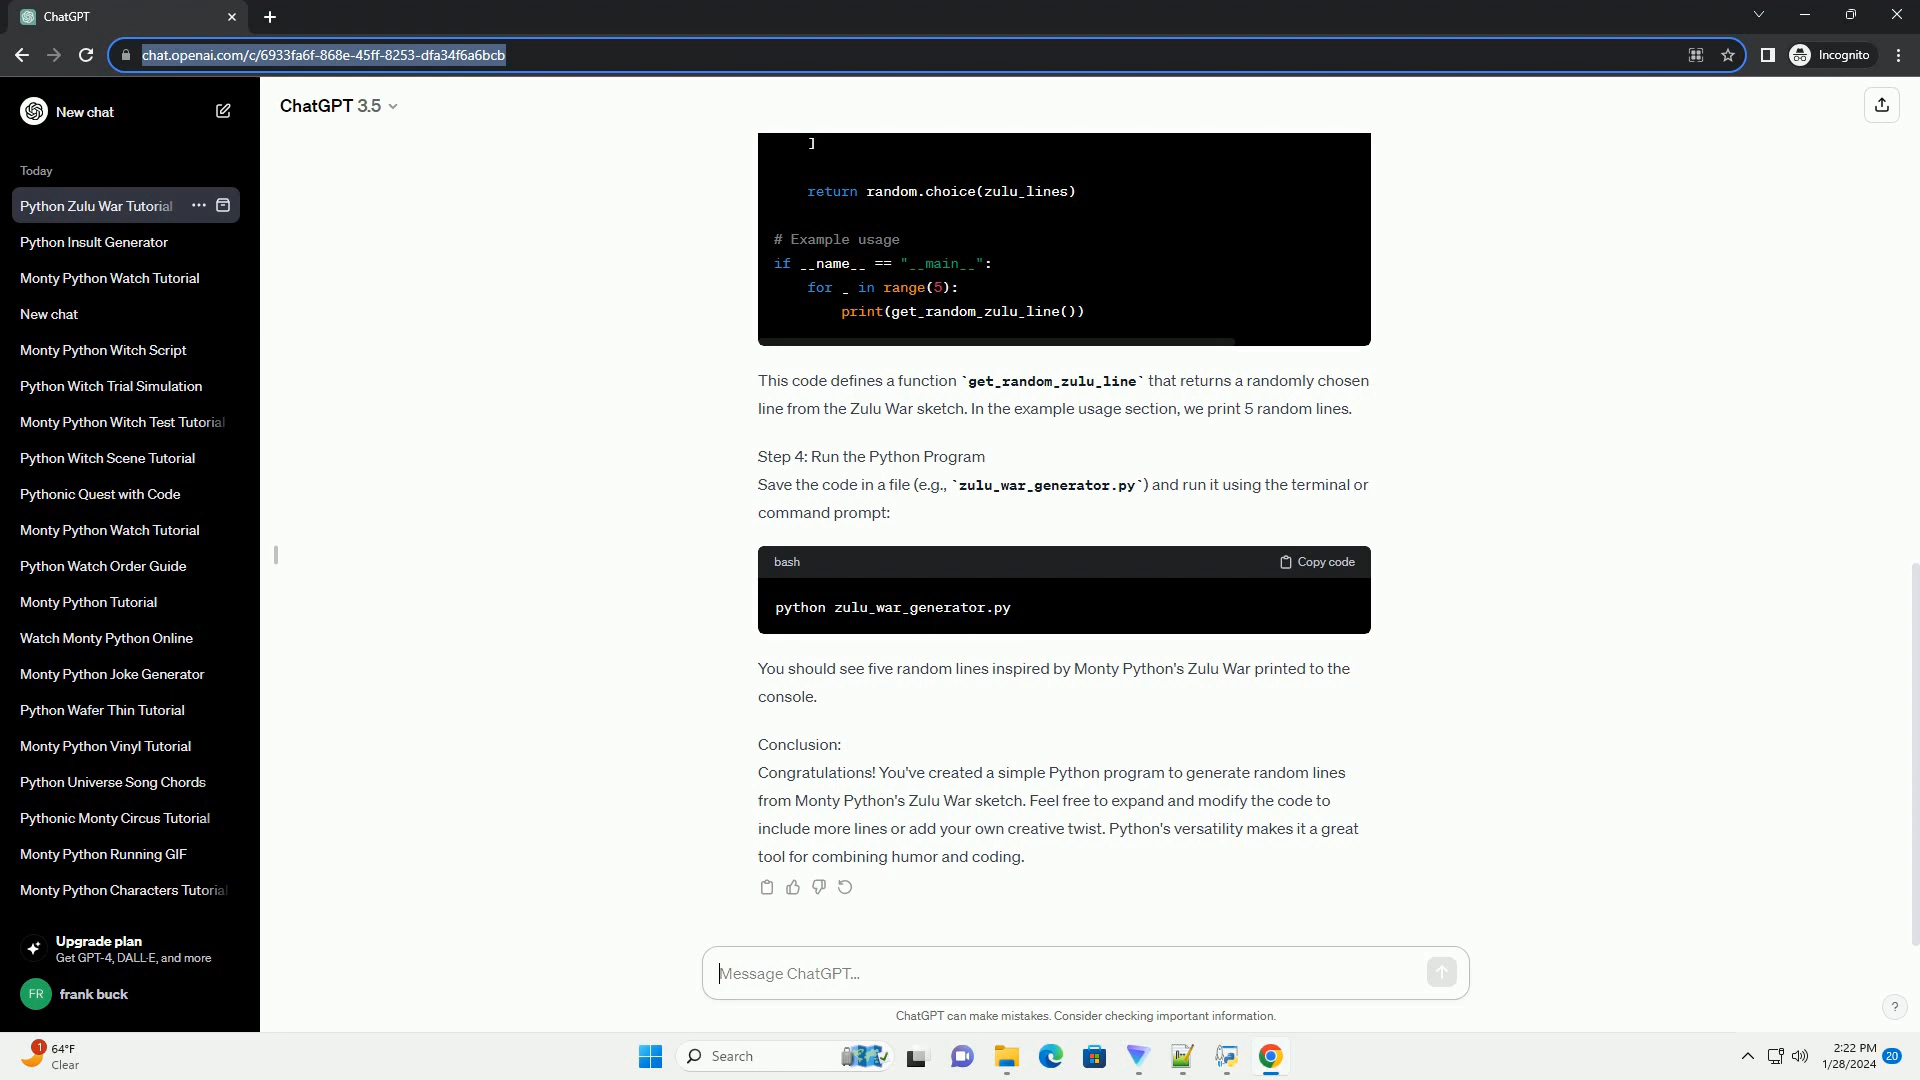 ChatGPT
chat.openai.com/c/6933fa6f-868e-45ff-8253-dfa34f6a6bcb
Incognito
New chat
ChatGPT 3.5
Today
Python Zulu War Tutorial
Python Insult Generator
Monty Python Watch Tutorial
New chat
Monty Python Witch Script
Python Witch Trial Simulation
Monty Python Witch Test Tutorial
Python Witch Scene Tutorial
Pythonic Quest with Code
Monty Python Watch Tutorial
Python Watch Order Guide
Monty Python Tutorial
Watch Monty Python Online
Monty Python Joke Generator
Python Wafer Thin Tutorial
Monty Python Vinyl Tutorial
Python Universe Song Chords
Pythonic Monty Circus Tutorial
Monty Python Running GIF
Monty Python Characters Tutorial
Upgrade plan
Get GPT-4, DALL·E, and more
FR
frank buck
]
return random.choice(zulu_lines)
# Example usage
if __name__ == "__main__":
for _ in range(5):
print(get_random_zulu_line())
This code defines a function `get_random_zulu_line` that returns a randomly chosen
line from the Zulu War sketch. In the example usage section, we print 5 random lines.
Step 4: Run the Python Program
Save the code in a file (e.g., `zulu_war_generator.py`) and run it using the terminal or
command prompt:
bash
Copy code
python zulu_war_generator.py
You should see five random lines inspired by Monty Python's Zulu War printed to the
console.
Conclusion:
Congratulations! You've created a simple Python program to generate random lines
from Monty Python's Zulu War sketch. Feel free to expand and modify the code to
include more lines or add your own creative twist. Python's versatility makes it a great
tool for combining humor and coding.
Message ChatGPT...
ChatGPT can make mistakes. Consider checking important information.
?
1
64°F
Clear
Search
2:22 PM
1/28/2024
20